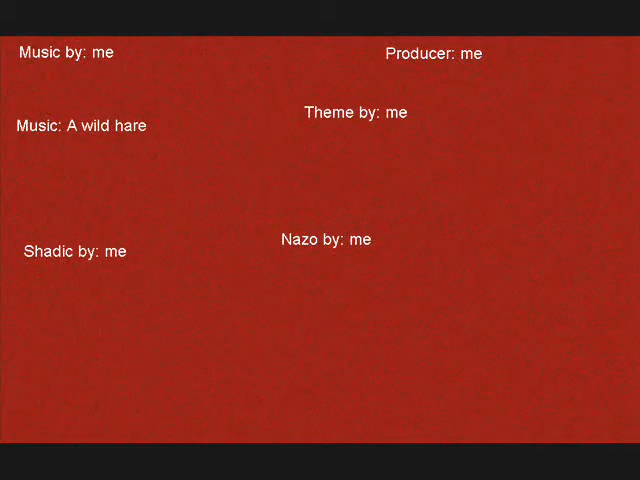 Music by: me
Producer: me
Theme by: me
Music: A wild hare
Nazo by: me
Shadic by: me